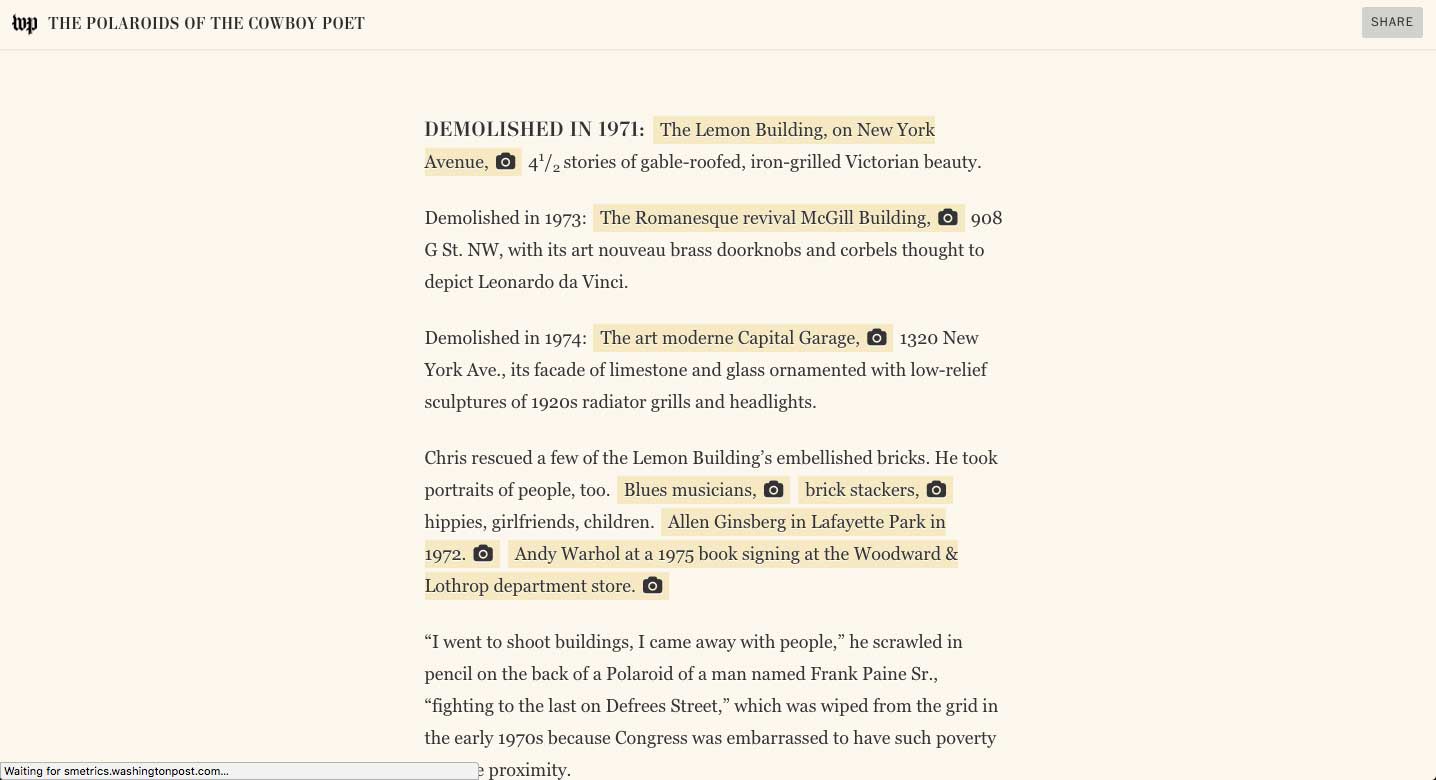 wp THE POLAROIDS OF THE COWBOY POET
SHARE
DEMOLISHED IN 1971: The Lemon Building, on New York
Avenue, 4 1/2 stories of gable-roofed, iron-grilled Victorian beauty.
Demolished in 1973: The Romanesque revival McGill Building, 908
G St. NW, with its art nouveau brass doorknobs and corbels thought to
depict Leonardo da Vinci.
Demolished in 1974: The art moderne Capital Garage, 1320 New
York Ave., its facade of limestone and glass ornamented with low-relief
sculptures of 1920s radiator grills and headlights.
Chris rescued a few of the Lemon Building’s embellished bricks. He took
portraits of people, too. Blues musicians, brick stackers,
hippies, girlfriends, children. Allen Ginsberg in Lafayette Park in
1972. Andy Warhol at a 1975 book signing at the Woodward &
Lothrop department store.
“I went to shoot buildings, I came away with people,” he scrawled in
pencil on the back of a Polaroid of a man named Frank Paine Sr.,
“fighting to the last on Defrees Street,” which was wiped from the grid in
the early 1970s because Congress was embarrassed to have such poverty
proximity.
Waiting for smetrics.washingtonpost.com...